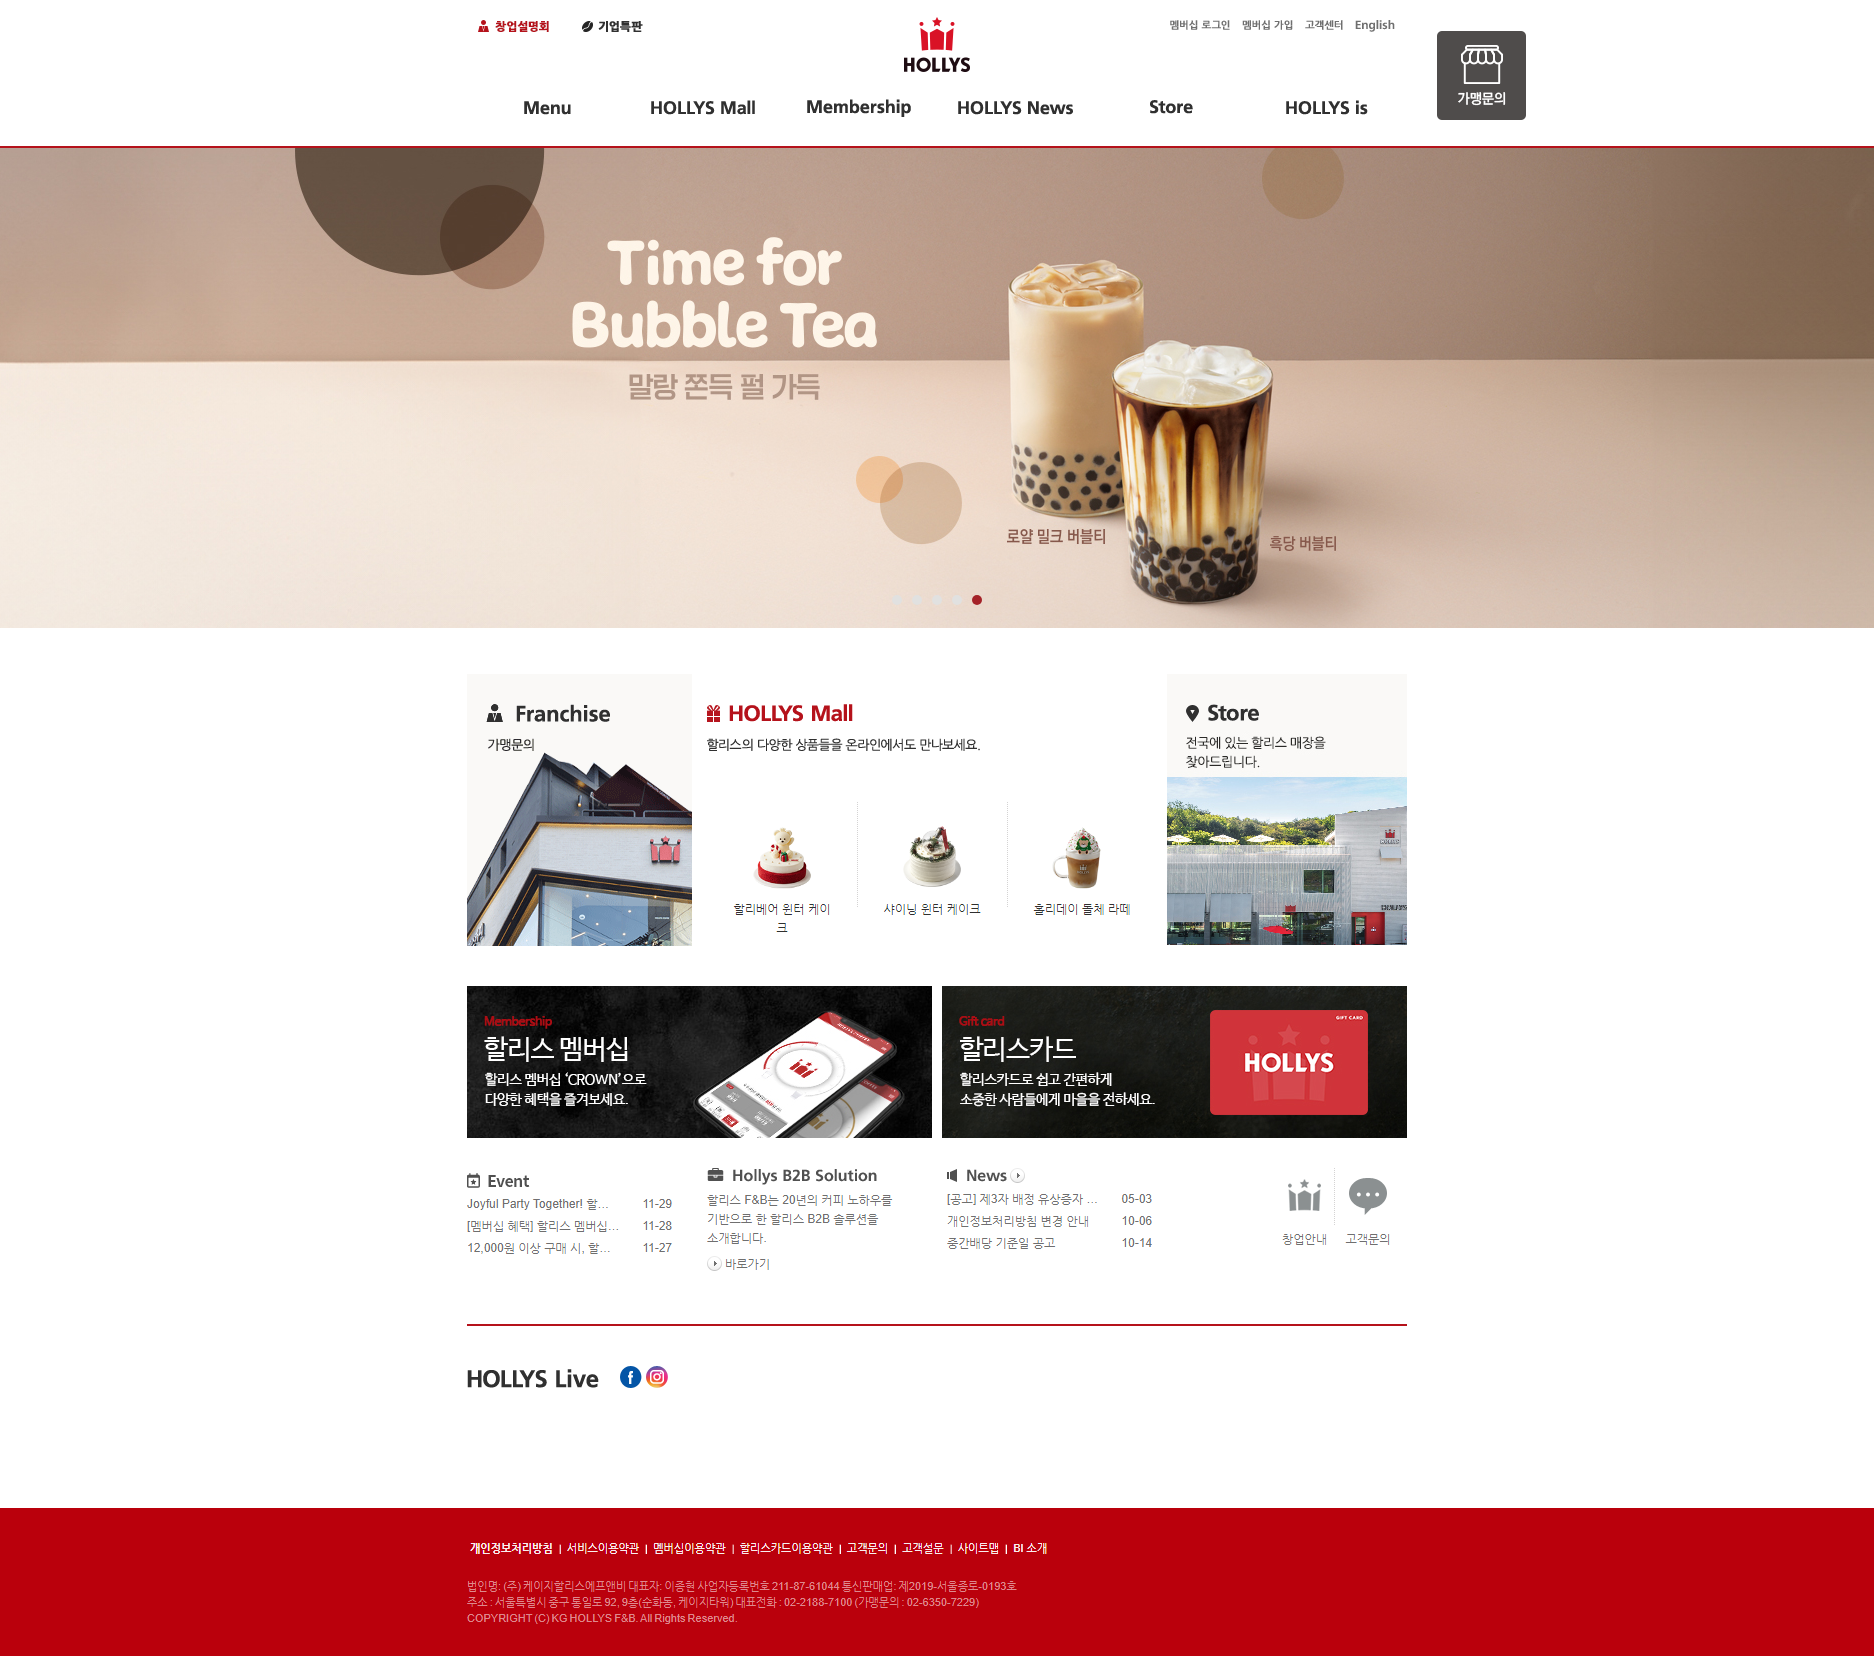 창업설명회
기업특판
HOLLYS
멤버십 로그인 멤버십 가입 고객센터 English
가맹문의
Menu HOLLYS Mall Membership HOLLYS News Store HOLLYS is
Time for
Bubble Tea
말랑 쫀득 펄 가득
로얄 밀크 버블티
흑당 버블티
Franchise
가맹문의
HOLLYS Mall
할리스의 다양한 상품들을 온라인에서도 만나보세요.
할리베어 윈터 케이
크
샤이닝 윈터 케이크
홀리데이 돌체 라떼
Store
전국에 있는 할리스 매장을
찾아드립니다.
Membership
할리스 멤버십
할리스 멤버십 ‘CROWN’으로
다양한 혜택을 즐겨보세요.
Gift card
할리스카드
할리스카드로 쉽고 간편하게
소중한 사람들에게 마음을 전하세요.
GIFT CARD
HOLLYS
Event
Joyful Party Together! 할... 11-29
[멤버십 혜택] 할리스 멤버십... 11-28
12,000원 이상 구매 시, 할... 11-27
Hollys B2B Solution
할리스 F&B는 20년의 커피 노하우를
기반으로 한 할리스 B2B 솔루션을
소개합니다.
바로가기
News
[공고] 제3자 배정 유상증자 ... 05-03
개인정보처리방침 변경 안내 10-06
중간배당 기준일 공고 10-14
창업안내
고객문의
HOLLYS Live
개인정보처리방침 | 서비스이용약관 | 멤버십이용약관 | 할리스카드이용약관 | 고객문의 | 고객설문 | 사이트맵 | BI 소개
법인명: (주) 케이지할리스에프앤비 대표자: 이종현 사업자등록번호 211-87-61044 통신판매업: 제2019-서울종로-0193호
주소 : 서울특별시 중구 통일로 92, 9층(순화동, 케이지타워) 대표전화 : 02-2188-7100 (가맹문의 : 02-6350-7229)
COPYRIGHT (C) KG HOLLYS F&B. All Rights Reserved.